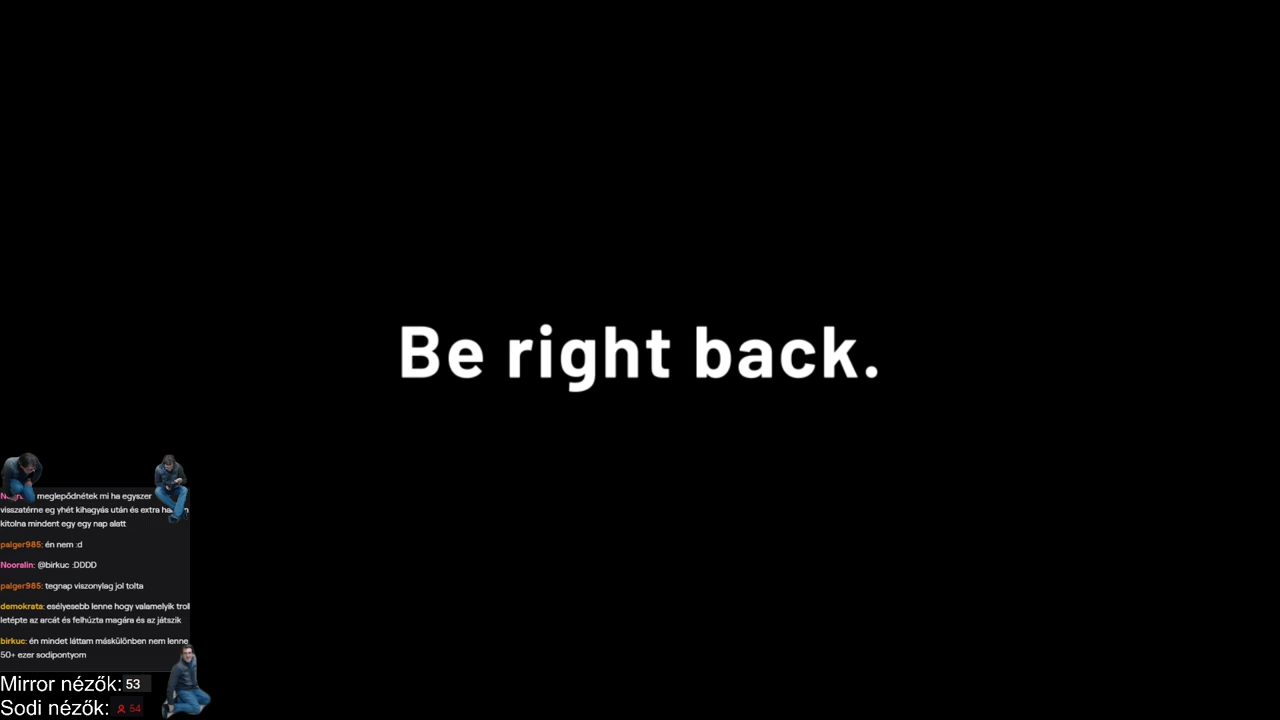 Be right back.
meglepődnétek mi ha egyszer
visszatérne eg yhét kihagyás után és extra
kitolna mindent egy egy nap alatt
palger985: én nem :d
Nooralin: @birkuc :DDDD
palger985: tegnap viszonylag jol tolta
demokrata: esélyesebb lenne hogy valamelyik trol
letépte az arcát és felhúzta magára és az játszik
birkuc: én mindet láttam máskülönben nem lenne
50+ ezer sodipontyom
Mirror nézők: 53
Sodi nézők: 54